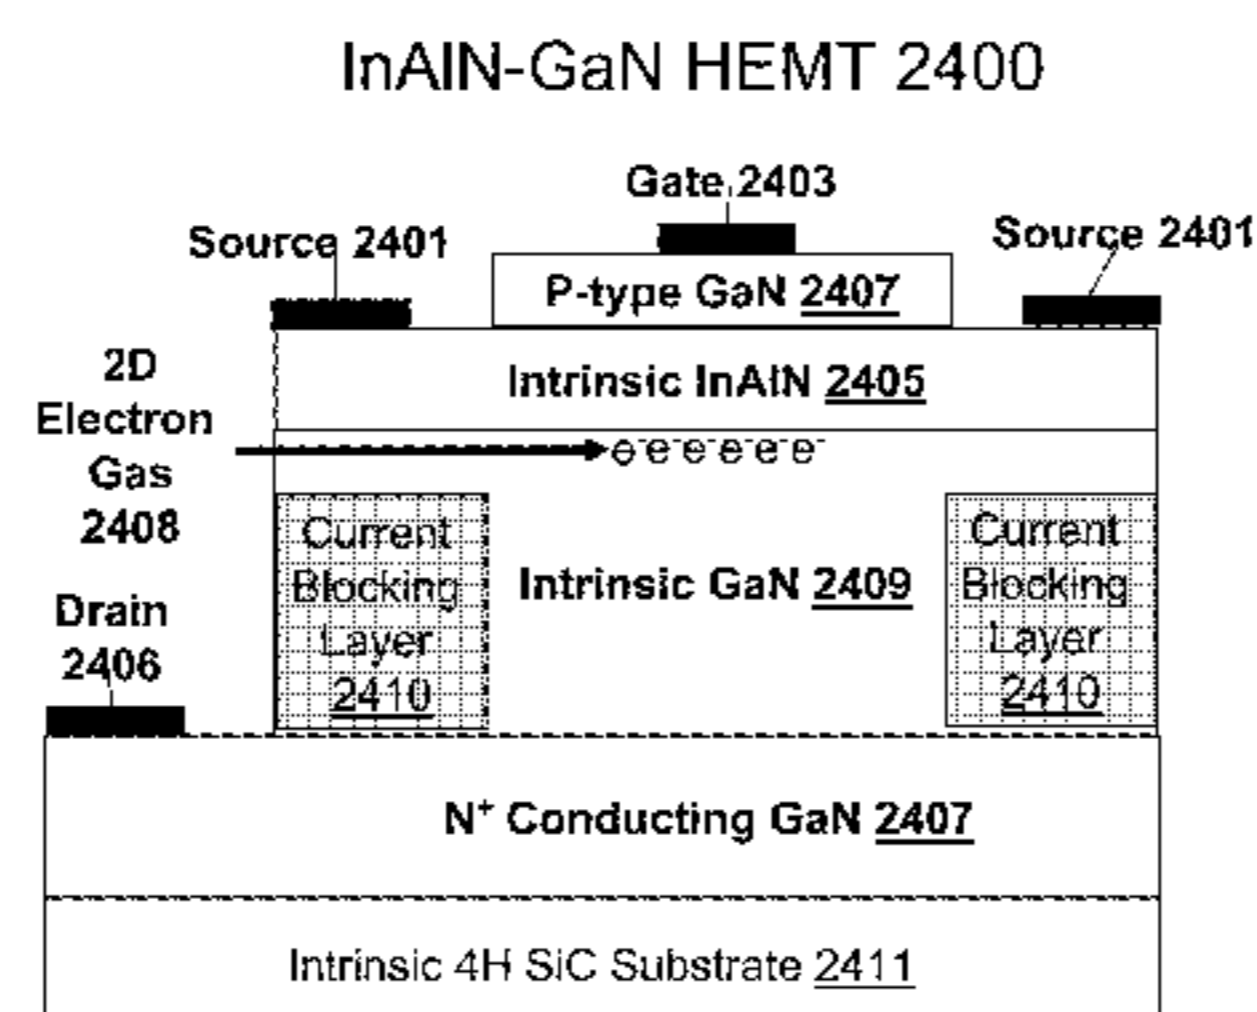 InAlN-GaN HEMT 2400
Gate 2403
Source 2401
Source 2401
P-type GaN 2407
Intrinsic InAlN 2405
2D
Electron
Gas
2408
e⁻e⁻e⁻e⁻e⁻e⁻
Current
Blocking
Layer
2410
Intrinsic GaN 2409
Current
Blocking
Layer
2410
Drain
2406
N⁺ Conducting GaN 2407
Intrinsic 4H SiC Substrate 2411